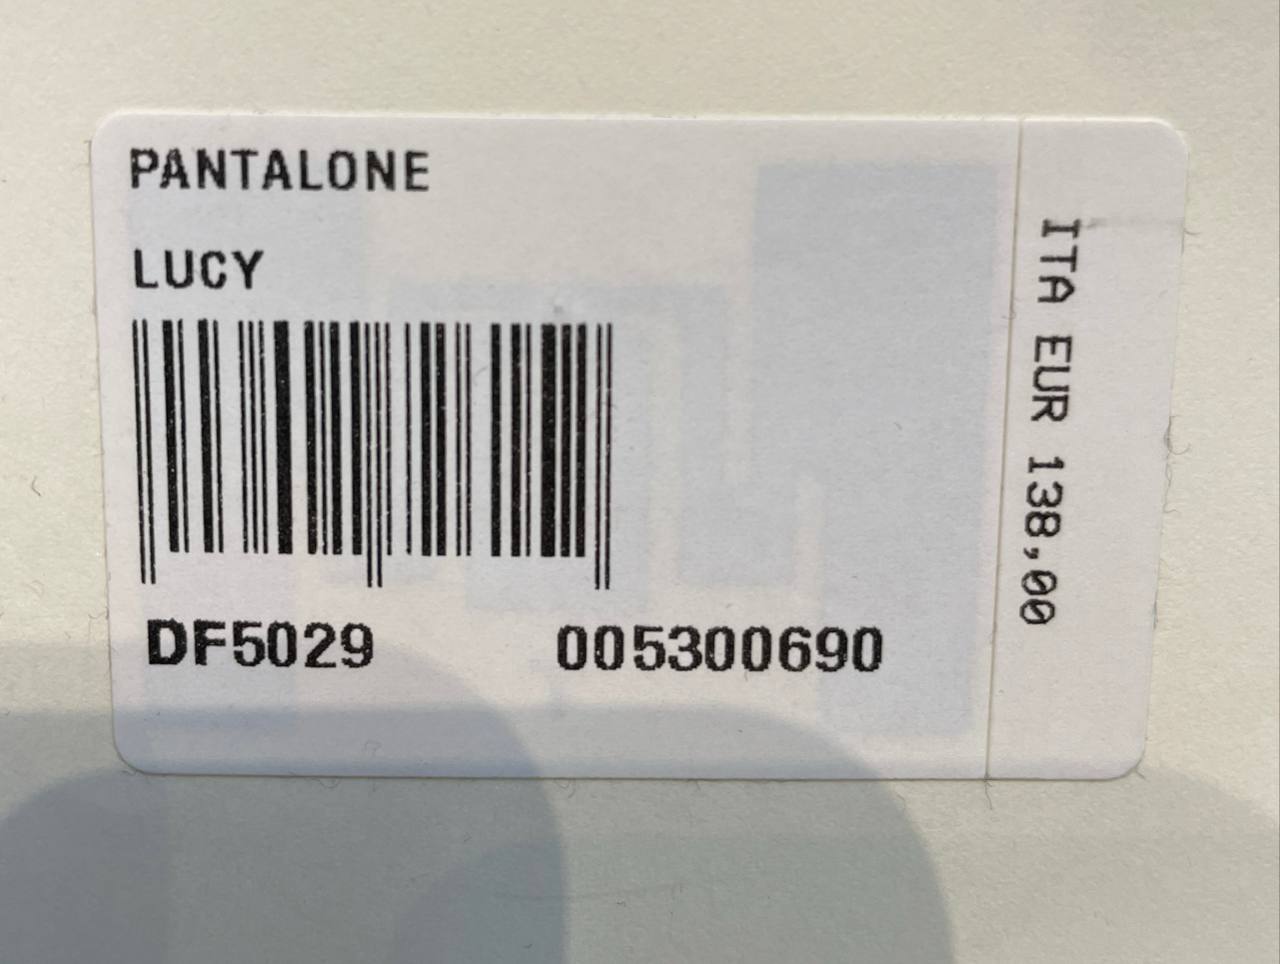 PANTALONE
LUCY
DF5029 005300690
ITA EUR 138,00